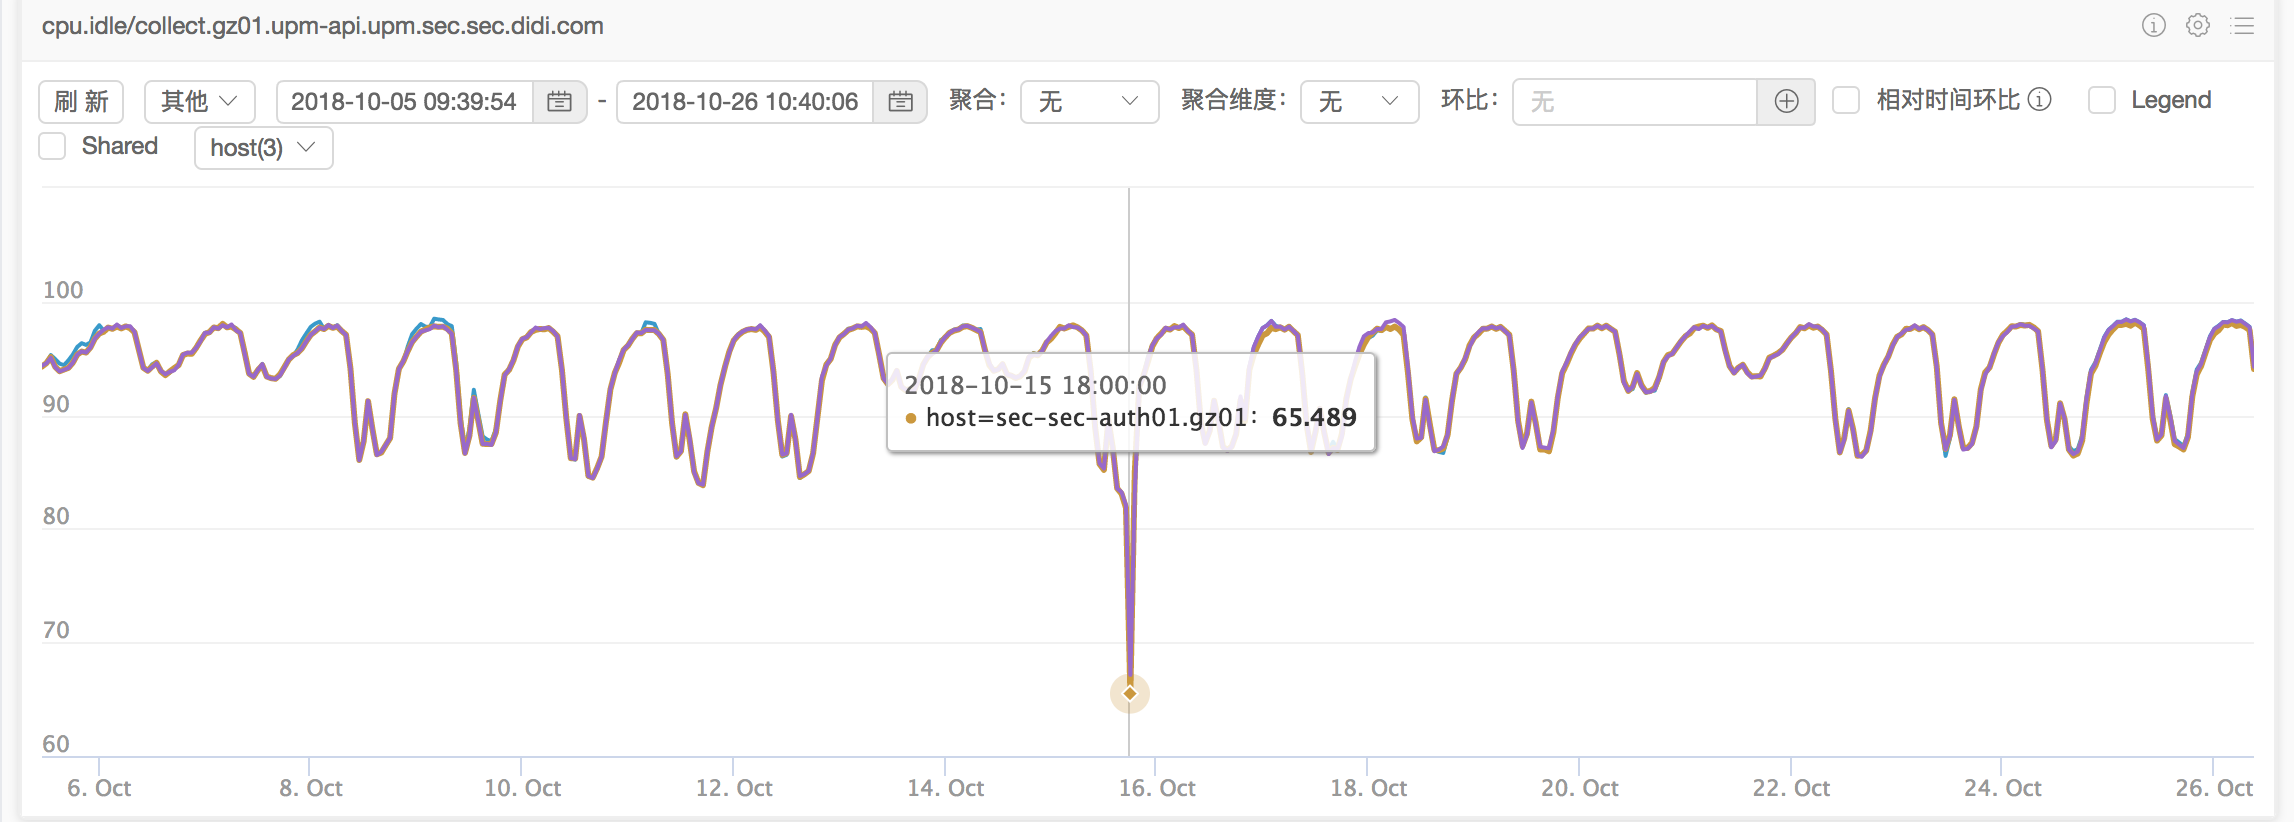 cpu.idle/collect.gz01.upm-api.upm.sec.sec.didi.com
刷 新 其他 2018-10-05 09:39:54 - 2018-10-26 10:40:06 聚合： 无 聚合维度： 无 环比： 无 相对时间环比 Legend
Shared host(3)
100
2018-10-15 18:00:00
90
host=sec-sec-auth01.gz01： 65.489
80
70
60
6. Oct 8. Oct 10. Oct 12. Oct 14. Oct 16. Oct 18. Oct 20. Oct 22. Oct 24. Oct 26. Oct